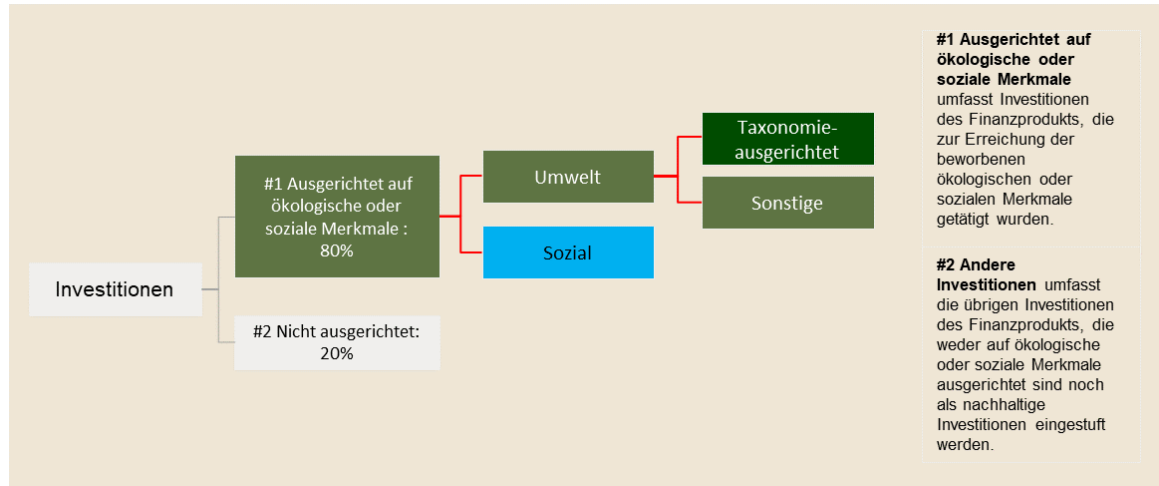 Investitionen
#1 Ausgerichtet auf
ökologische oder
soziale Merkmale :
80%
#2 Nicht ausgerichtet:
20%
Umwelt
Sozial
Taxonomie-
ausgerichtet
Sonstige
#1 Ausgerichtet auf
ökologische oder
soziale Merkmale
umfasst Investitionen
des Finanzprodukts, die
zur Erreichung der
beworbenen
ökologischen oder
sozialen Merkmale
getätigt wurden.
#2 Andere
Investitionen umfasst
die übrigen Investitionen
des Finanzprodukts, die
weder auf ökologische
oder soziale Merkmale
ausgerichtet sind noch
als nachhaltige
Investitionen eingestuft
werden.